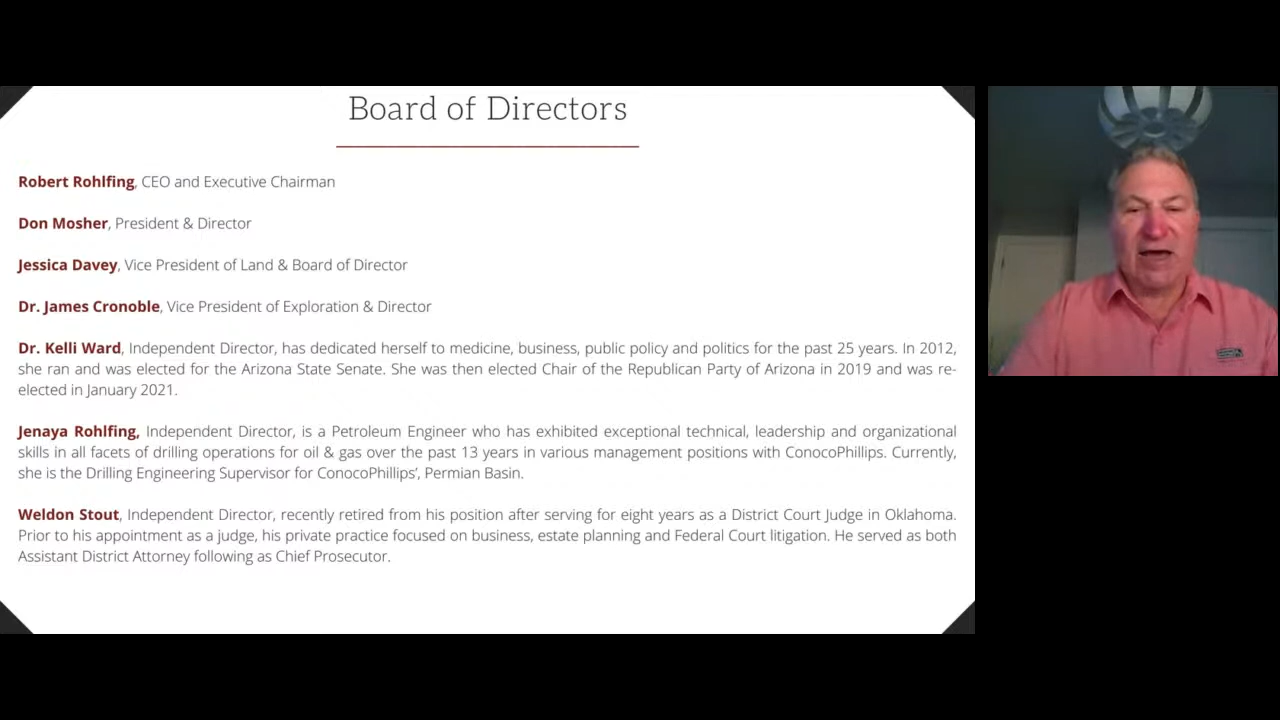 Board of Directors
Robert Rohlfing, CEO and Executive Chairman
Don Mosher, President & Director
Jessica Davey, Vice President of Land & Board of Director
Dr. James Cronoble, Vice President of Exploration & Director
Dr. Kelli Ward, Independent Director, has dedicated herself to medicine, business, public policy and politics for the past 25 years. In 2012,
she ran and was elected for the Arizona State Senate. She was then elected Chair of the Republican Party of Arizona in 2019 and was re-
elected in January 2021.
Jenaya Rohlfing, Independent Director, is a Petroleum Engineer who has exhibited exceptional technical, leadership and organizational
skills in all facets of drilling operations for oil & gas over the past 13 years in various management positions with ConocoPhillips. Currently,
she is the Drilling Engineering Supervisor for ConocoPhillips’, Permian Basin.
Weldon Stout, Independent Director, recently retired from his position after serving for eight years as a District Court Judge in Oklahoma.
Prior to his appointment as a judge, his private practice focused on business, estate planning and Federal Court litigation. He served as both
Assistant District Attorney following as Chief Prosecutor.